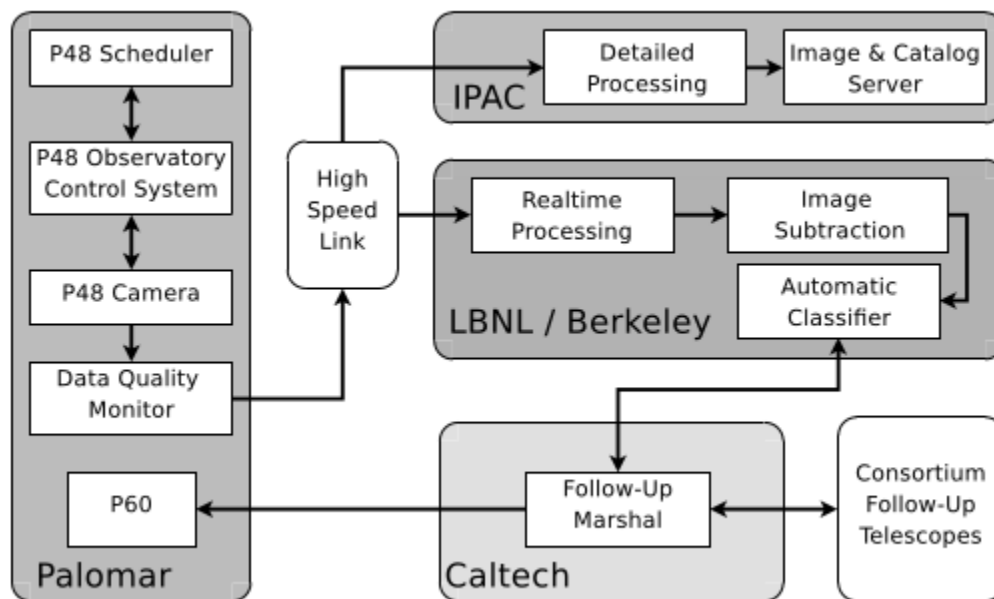 P48 Scheduler
P48 Observatory
Control System
P48 Camera
Data Quality
Monitor
P60
Palomar
High
Speed
Link
Detailed
Processing
Image & Catalog
Server
IPAC
Realtime
Processing
Image
Subtraction
Automatic
Classifier
LBNL / Berkeley
Follow-Up
Marshal
Caltech
Consortium
Follow-Up
Telescopes